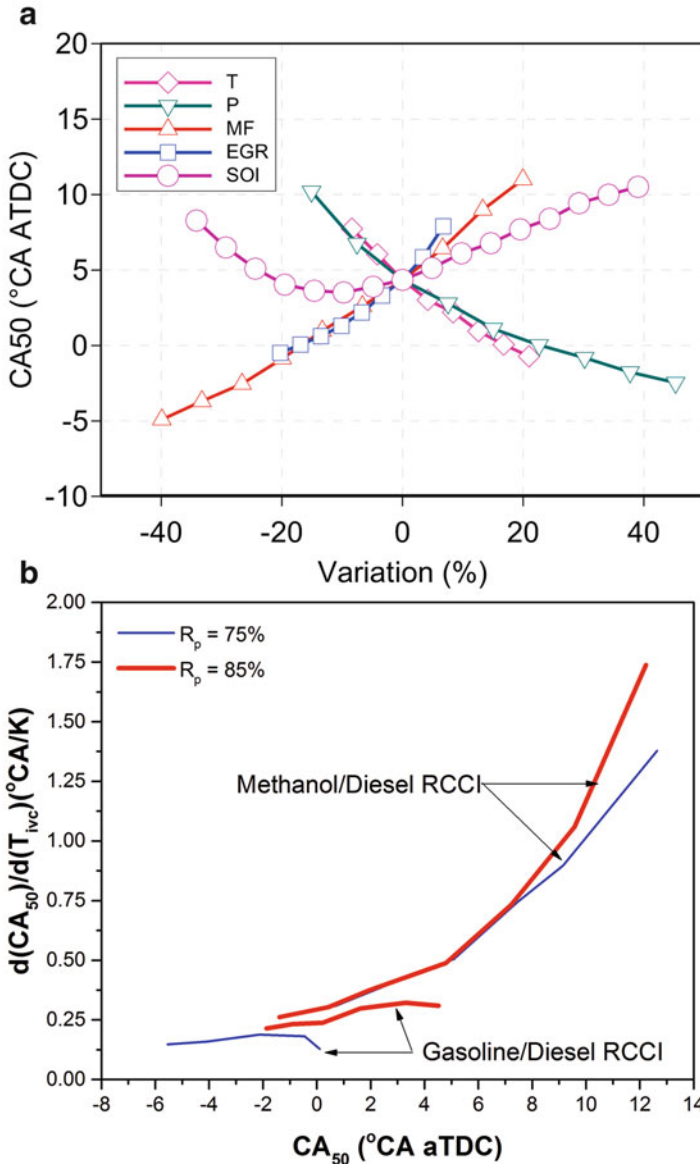 a
20
15
10
5
0
-5
-10
CA50 (°CA ATDC)
T
P
MF
EGR
SOI
-40 -20 0 20 40
Variation (%)
b
2.00
1.75
1.50
1.25
1.00
0.75
0.50
0.25
0.00
d(CA50)/d(Tivc)(°CA/K)
Rp = 75%
Rp = 85%
Methanol/Diesel RCCI
Gasoline/Diesel RCCI
-8 -6 -4 -2 0 2 4 6 8 10 12 14
CA50 (°CA aTDC)